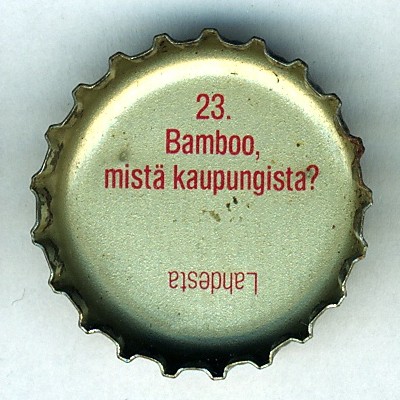 23.
Bamboo,
mistä kaupungista?
Lahdesta